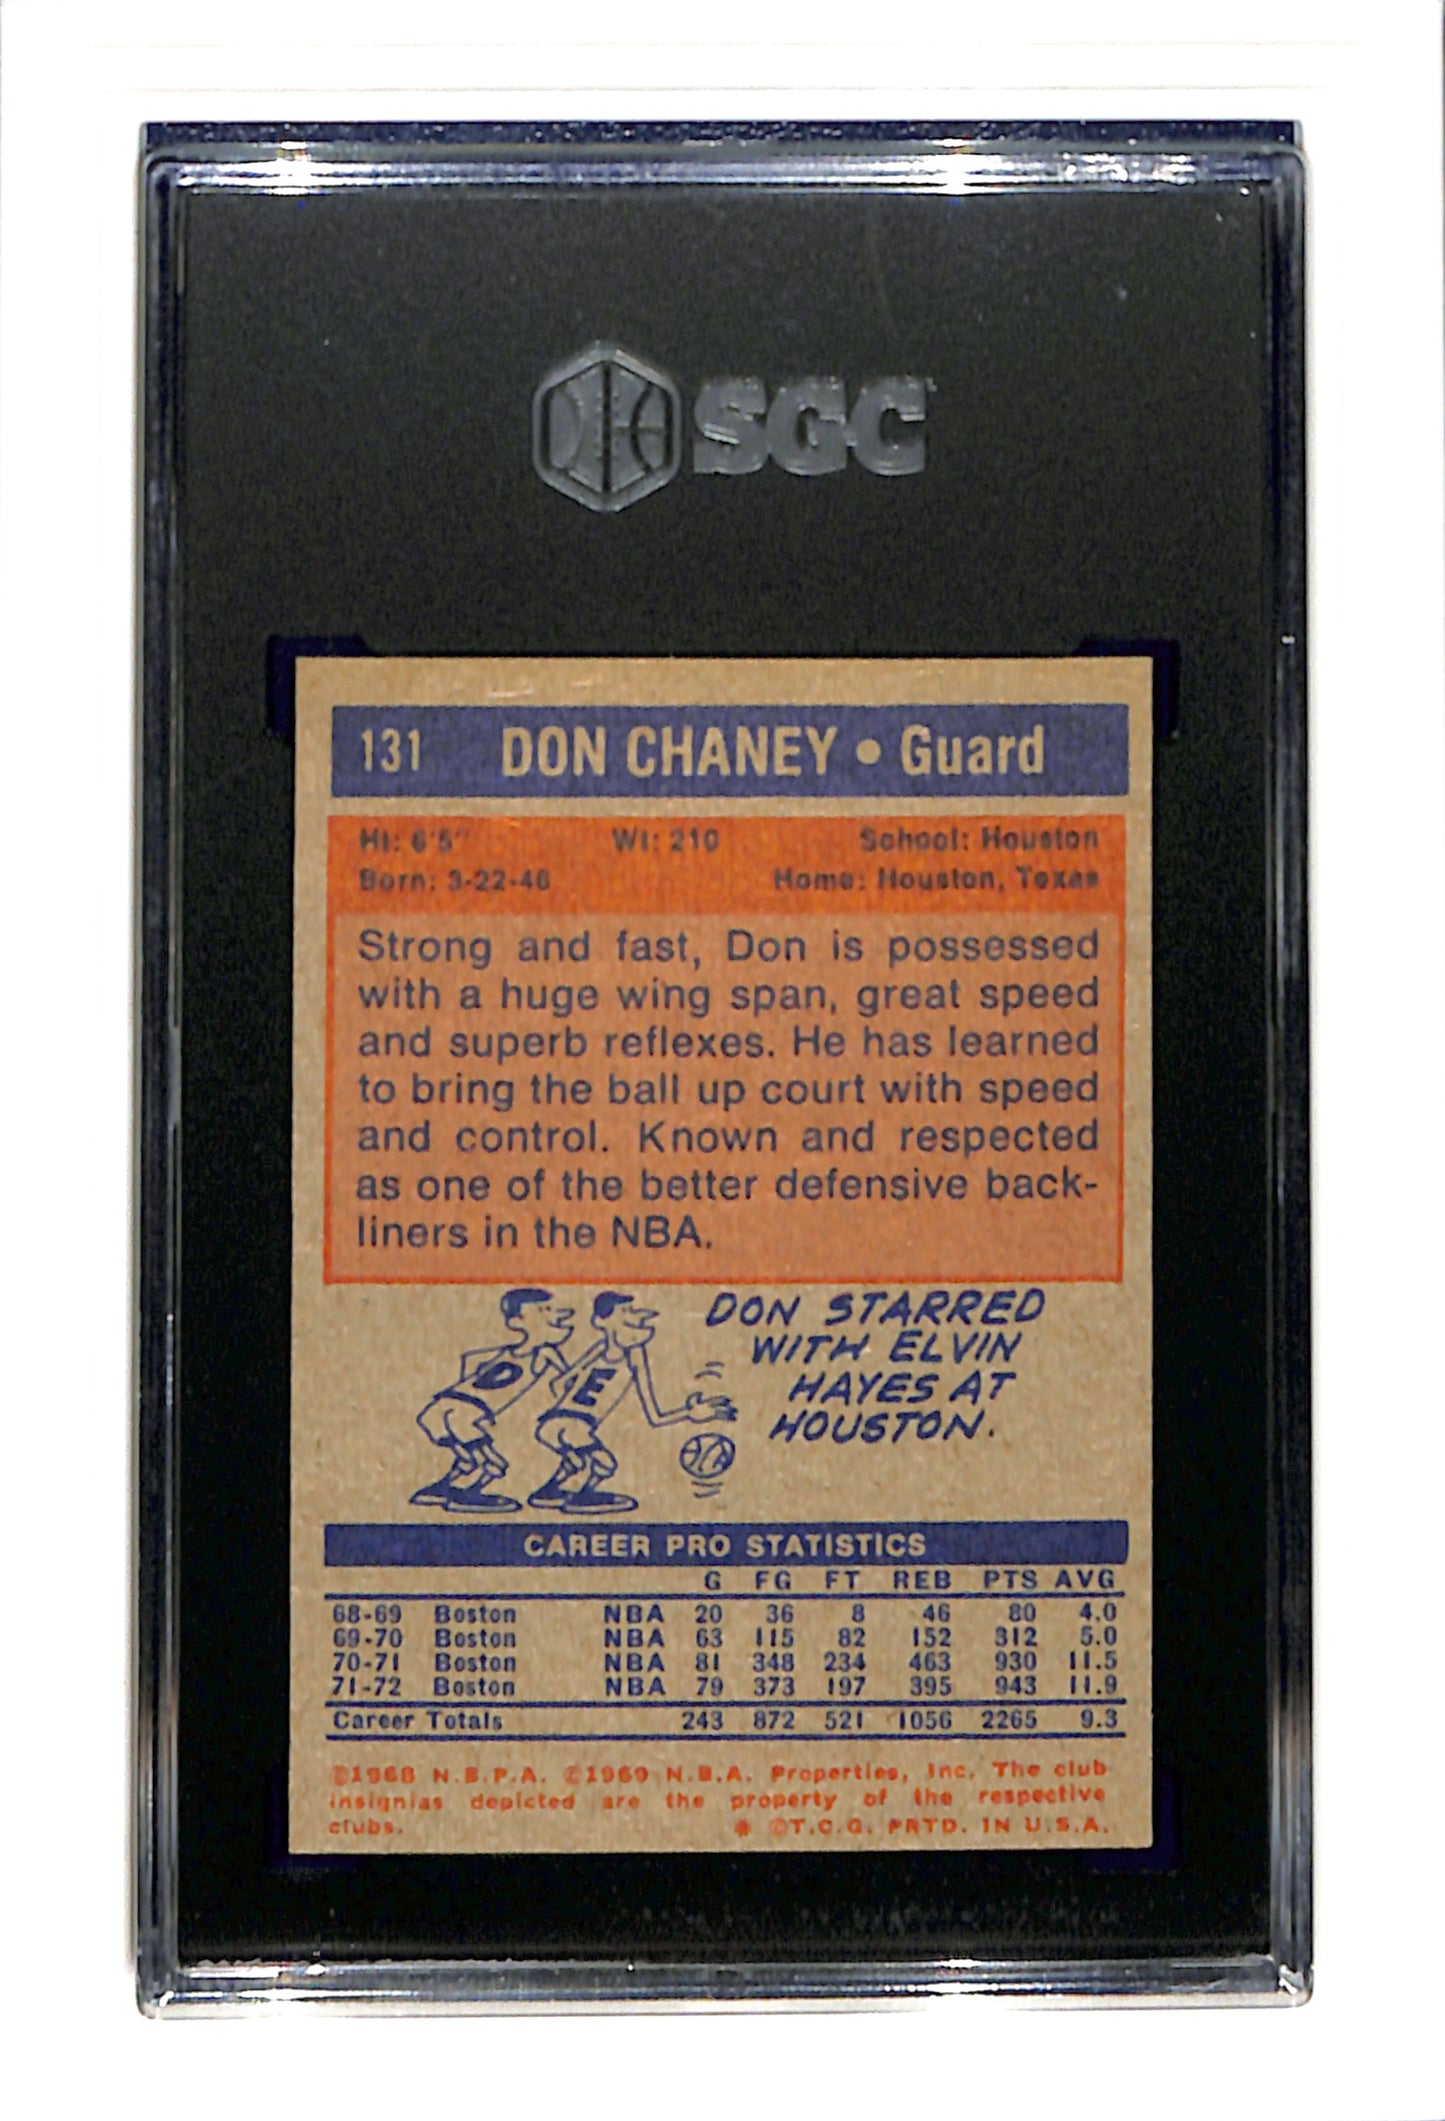 SGC
131 DON CHANEY • Guard
Ht: 6'5" Wt: 210 School: Houston
Born: 3-22-46 Home: Houston, Texas
Strong and fast, Don is possessed
with a huge wing span, great speed
and superb reflexes. He has learned
to bring the ball up court with speed
and control. Known and respected
as one of the better defensive back-
liners in the NBA.
D E
DON STARRED
WITH ELVIN
HAYES AT
HOUSTON.
CAREER PRO STATISTICS
G FG FT REB PTS AVG
68-69 Boston NBA 20 36 8 46 80 4.0
69-70 Boston NBA 63 115 82 152 312 5.0
70-71 Boston NBA 81 348 234 463 930 11.5
71-72 Boston NBA 79 373 197 395 943 11.9
Career Totals 243 872 521 1056 2265 9.3
©1968 N.B.P.A. ©1969 N.B.A. Properties, Inc. The club
insignias depicted are the property of the respective
clubs. * ©T.C.G. PRTD. IN U.S.A.